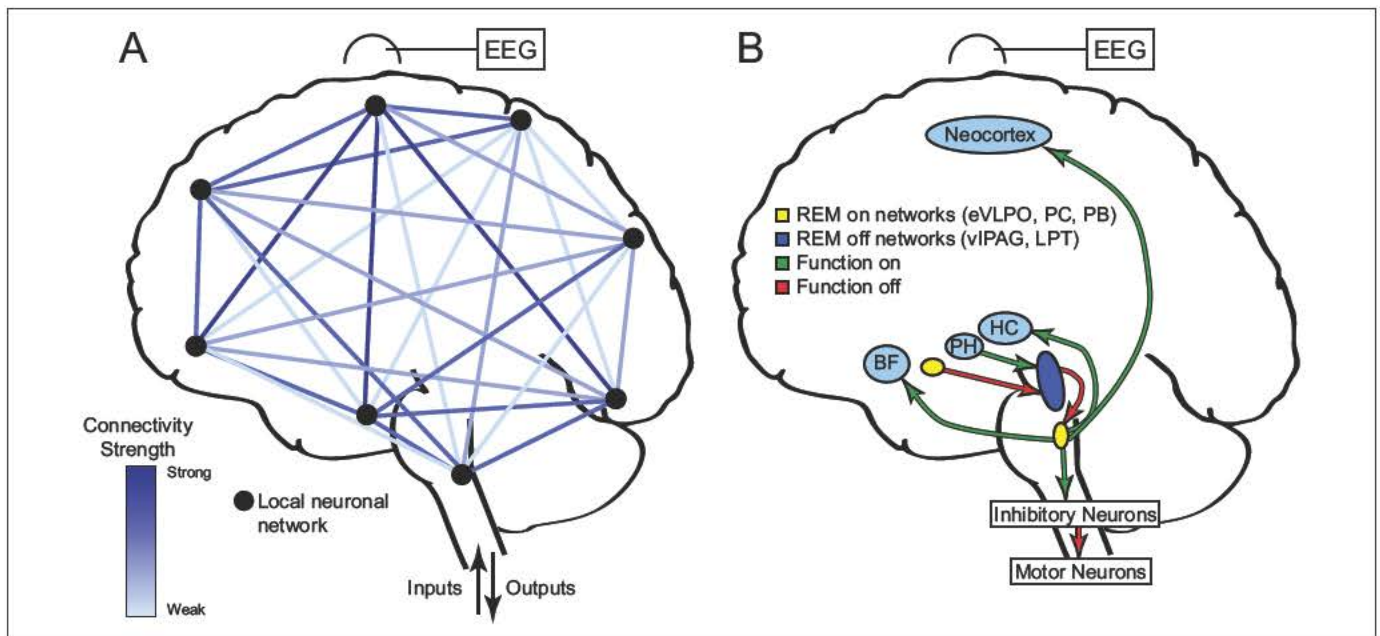 A
EEG
Connectivity
Strength
Strong
Weak
Local neuronal
network
Inputs
Outputs
B
EEG
Neocortex
REM on networks (eVLPO, PC, PB)
REM off networks (vlPAG, LPT)
Function on
Function off
HC
PH
BF
Inhibitory Neurons
Motor Neurons